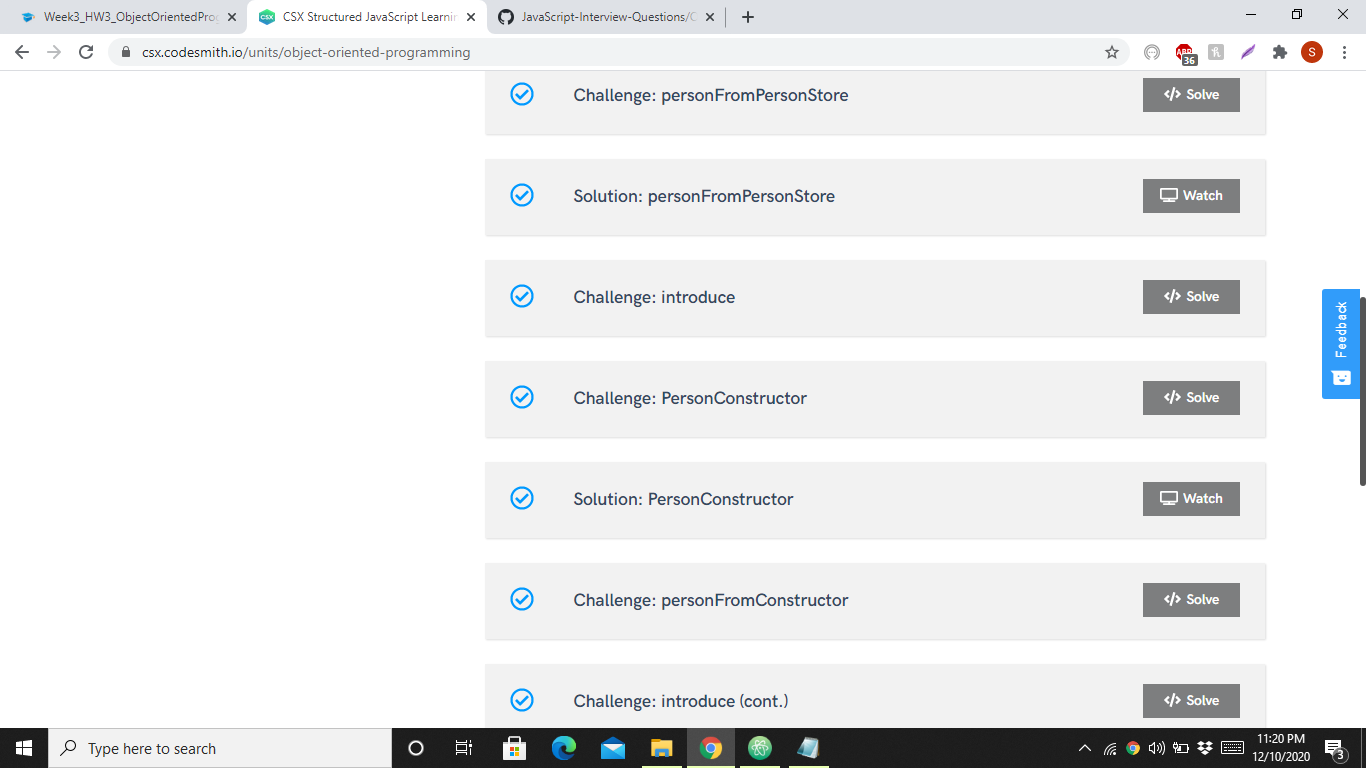 Week3_HW3_ObjectOrientedPro
CSX Structured JavaScript Learnin
JavaScript-Interview-Questions/C
csx.codesmith.io/units/object-oriented-programming
ABP
36
S
Challenge: personFromPersonStore
</> Solve
Solution: personFromPersonStore
Watch
Challenge: introduce
</> Solve
Challenge: PersonConstructor
</> Solve
Solution: PersonConstructor
Watch
Challenge: personFromConstructor
</> Solve
Challenge: introduce (cont.)
</> Solve
Feedback
Type here to search
11:20 PM
12/10/2020
3